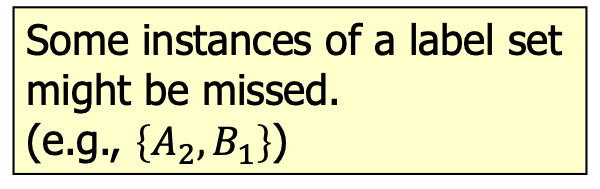 Some instances of a label set
might be missed.
(e.g., {A₂, B₁})